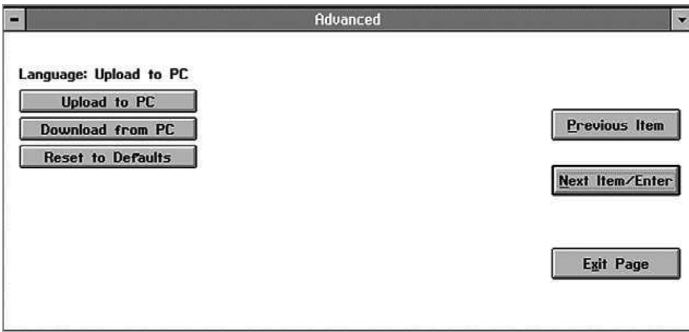 Advanced
Language: Upload to PC
Upload to PC
Download from PC
Reset to Defaults
Previous Item
Next Item/Enter
Exit Page